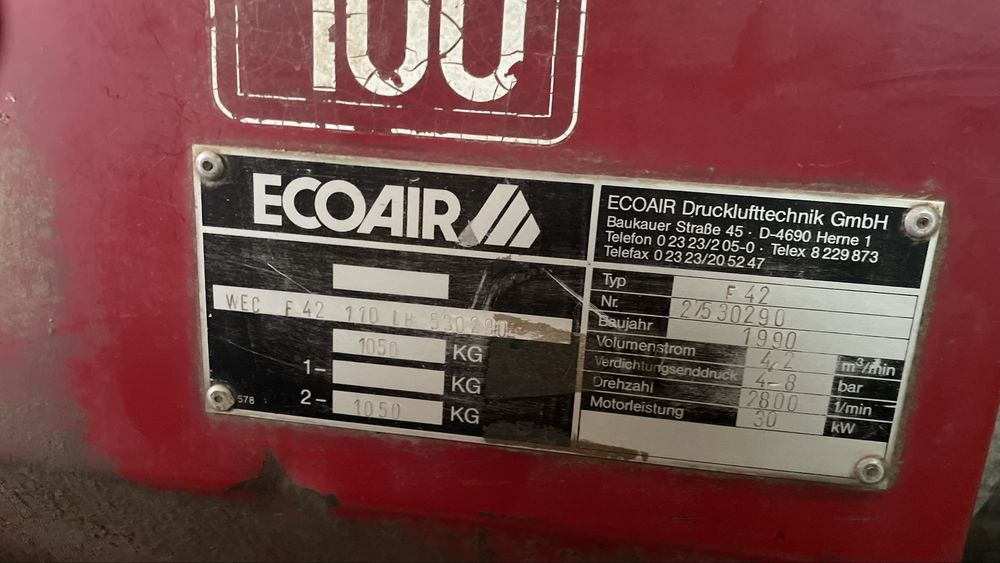 100
ECOAIR
WEC F 42 110 LH 530290
1050 KG
1- KG
2- 1050 KG
578
ECOAIR Drucklufttechnik GmbH
Baukauer Straße 45 · D-4690 Herne 1
Telefon 0 23 23/2 05-0 · Telex 8 229 873
Telefax 0 23 23/20 52 47
Typ F 42
Nr. 27530290
Baujahr 1990
Volumenstrom 4,2 m³/min
Verdichtungsenddruck 4-8 bar
Drehzahl 2800 1/min
Motorleistung 30 kW